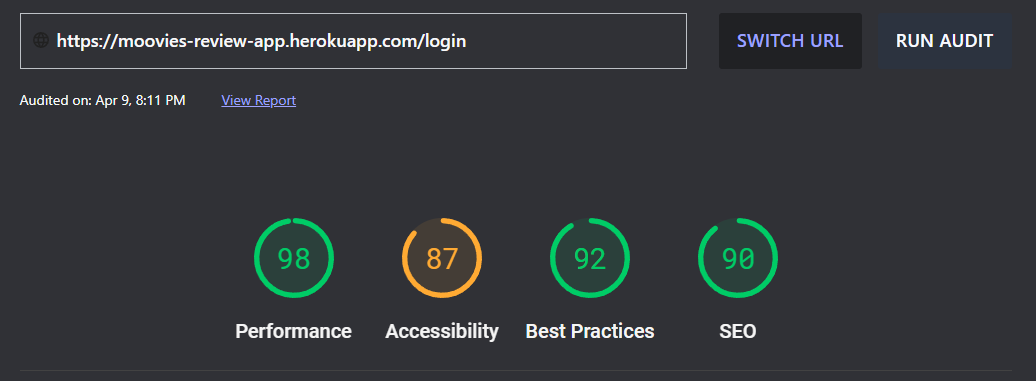 https://moovies-review-app.herokuapp.com/login
SWITCH URL
RUN AUDIT
Audited on: Apr 9, 8:11 PM
View Report
98
87
92
90
Performance
Accessibility
Best Practices
SEO